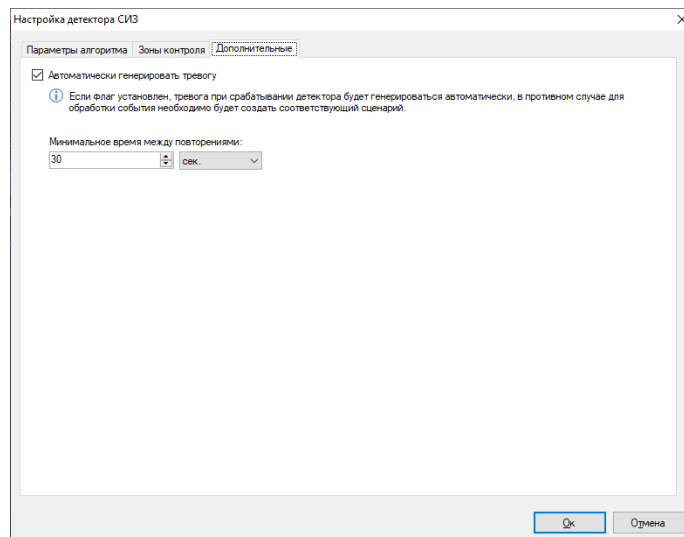 Настройка детектора СИЗ
Параметры алгоритма Зоны контроля Дополнительные
Автоматически генерировать тревогу
Если флаг установлен, тревога при срабатывании детектора будет генерироваться автоматически, в противном случае для
обработки события необходимо будет создать соответствующий сценарий.
Минимальное время между повторениями:
30 сек.
Ок Отмена